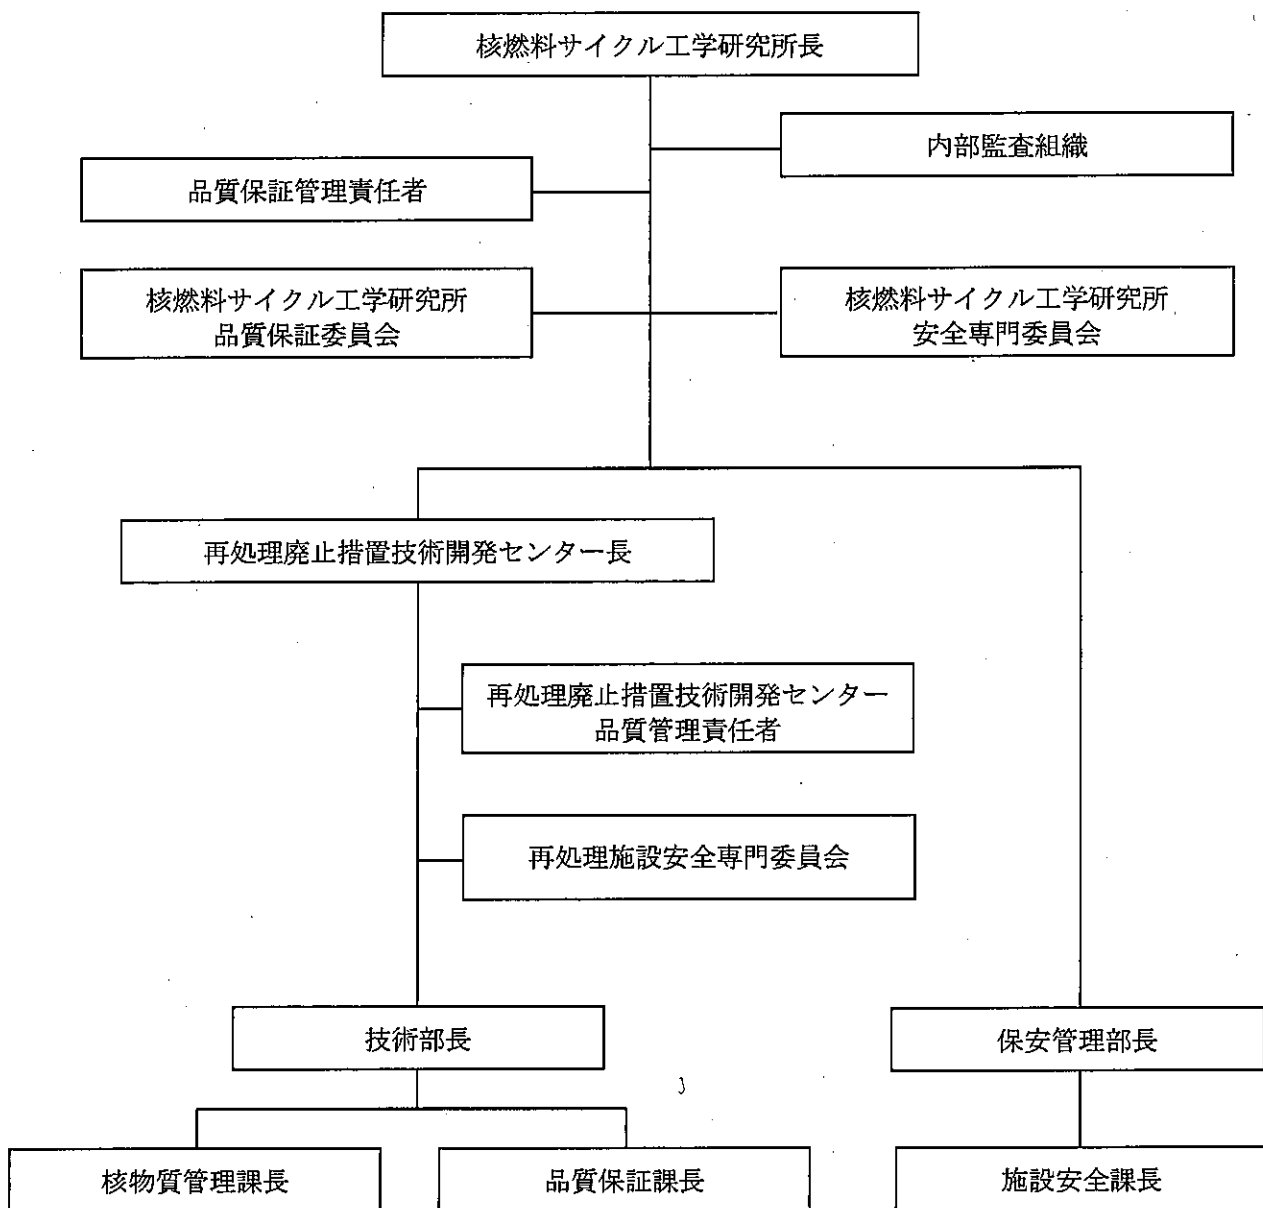 核燃料サイクル工学研究所長
内部監査組織
品質保証管理責任者
核燃料サイクル工学研究所
品質保証委員会
核燃料サイクル工学研究所
安全専門委員会
再処理廃止措置技術開発センター長
再処理廃止措置技術開発センター
品質管理責任者
再処理施設安全専門委員会
技術部長
保安管理部長
核物質管理課長
品質保証課長
施設安全課長